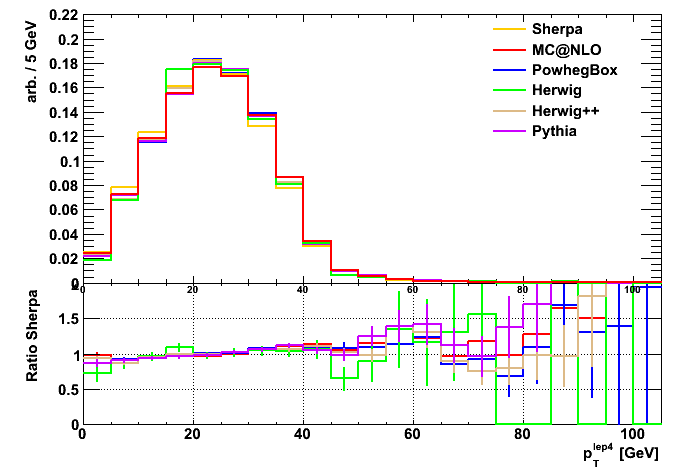 arb. / 5 GeV
0.22
0.2
0.18
0.16
0.14
0.12
0.1
0.08
0.06
0.04
0.02
0
Sherpa
MC@NLO
PowhegBox
Herwig
Herwig++
Pythia
0 20 40 60 80 100
Ratio Sherpa
2
1.5
1
0.5
0
0 20 40 60 80 100
p_T^lep4 [GeV]